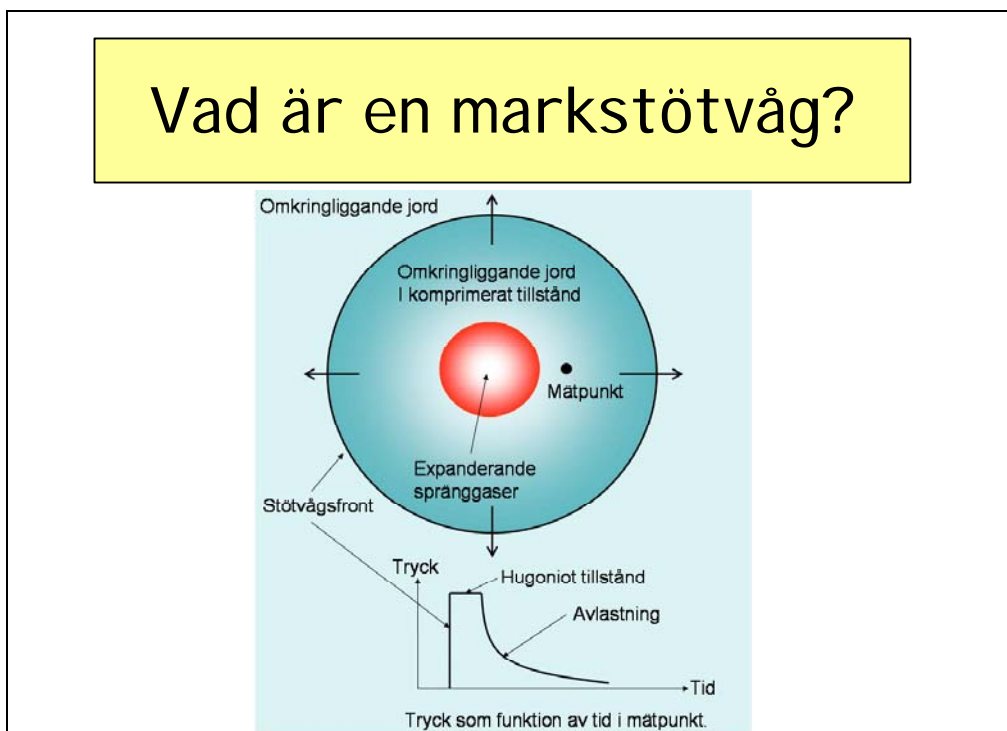 Vad är en markstötvåg?
Omkringliggande jord
Omkringliggande jord
I komprimerat tillstånd
Mätpunkt
Expanderande
spränggaser
Stötvågsfront
Tryck
Hugoniot tillstånd
Avlastning
Tid
Tryck som funktion av tid i mätpunkt.